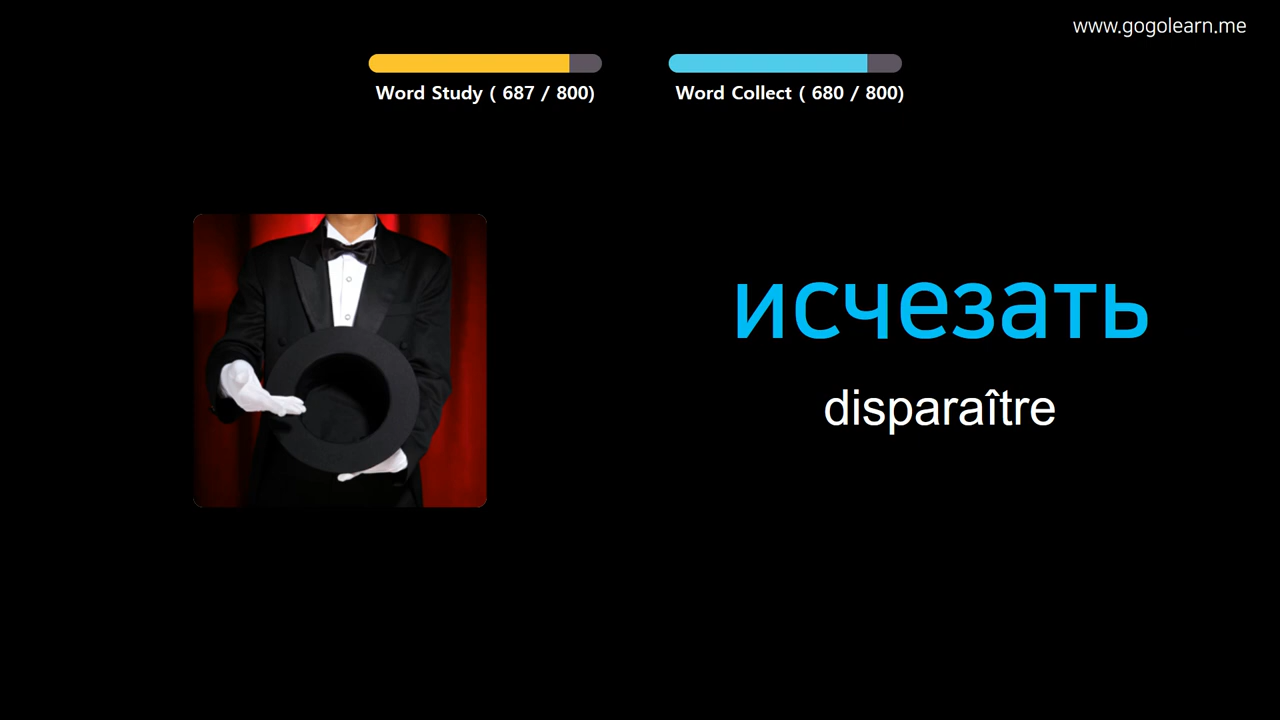 www.gogolearn.me
Word Study ( 687 / 800)
Word Collect ( 680 / 800)
исчезать
disparaître